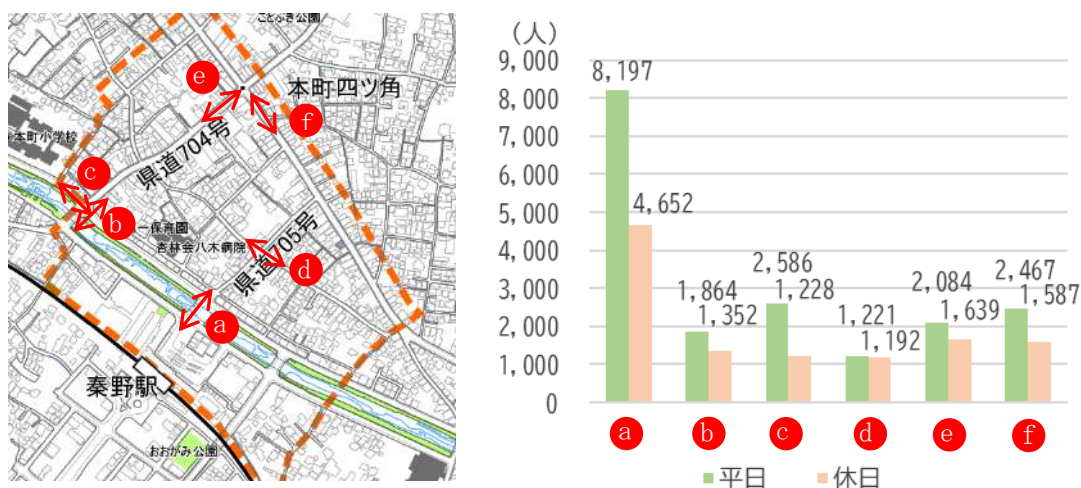 ことぶき公園
本町四ツ角
本町小学校
県道704号
一保育園
杏林会八木病院
県道705号
秦野駅
おおがみ公園
e
f
c
b
d
a
(人)
9,000
8,000
7,000
6,000
5,000
4,000
3,000
2,000
1,000
0
8,197
4,652
1,864
1,352
2,586
1,228
1,221
1,192
2,084
1,639
2,467
1,587
a
b
c
d
e
f
平日
休日